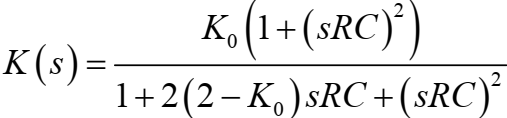 K(s) = K₀(1+(sRC)²) / 1+2(2−K₀)sRC+(sRC)²